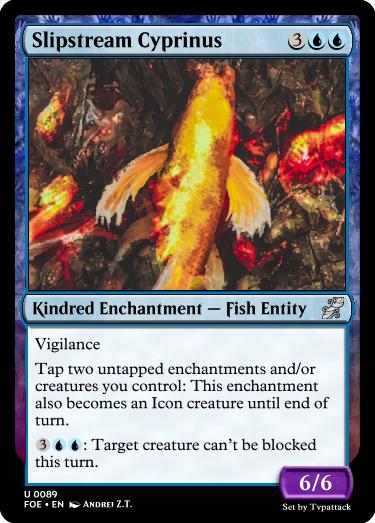 Slipstream Cyprinus 3
Kindred Enchantment — Fish Entity
Vigilance
Tap two untapped enchantments and/or
creatures you control: This enchantment
also becomes an Icon creature until end of
turn.
3: Target creature can't be blocked
this turn.
6/6
U 0089
FOE • EN Andrej Z.T.
Set by Tvpattack